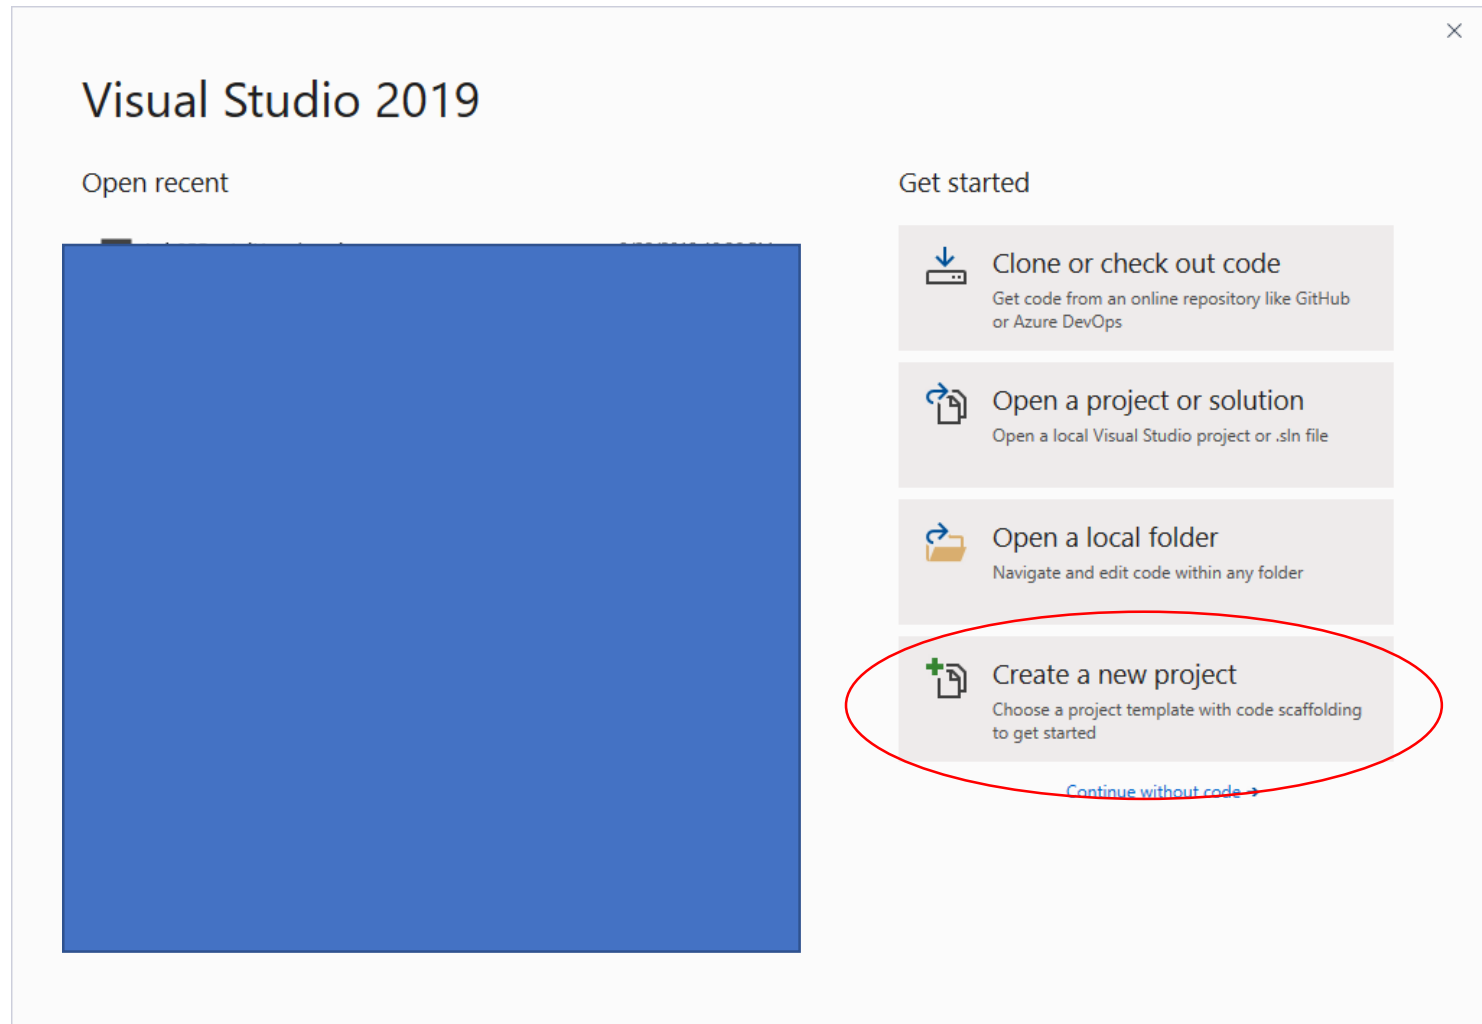 Visual Studio 2019
Open recent
Get started
Clone or check out code
Get code from an online repository like GitHub
or Azure DevOps
Open a project or solution
Open a local Visual Studio project or .sln file
Open a local folder
Navigate and edit code within any folder
Create a new project
Choose a project template with code scaffolding
to get started
Continue without code →